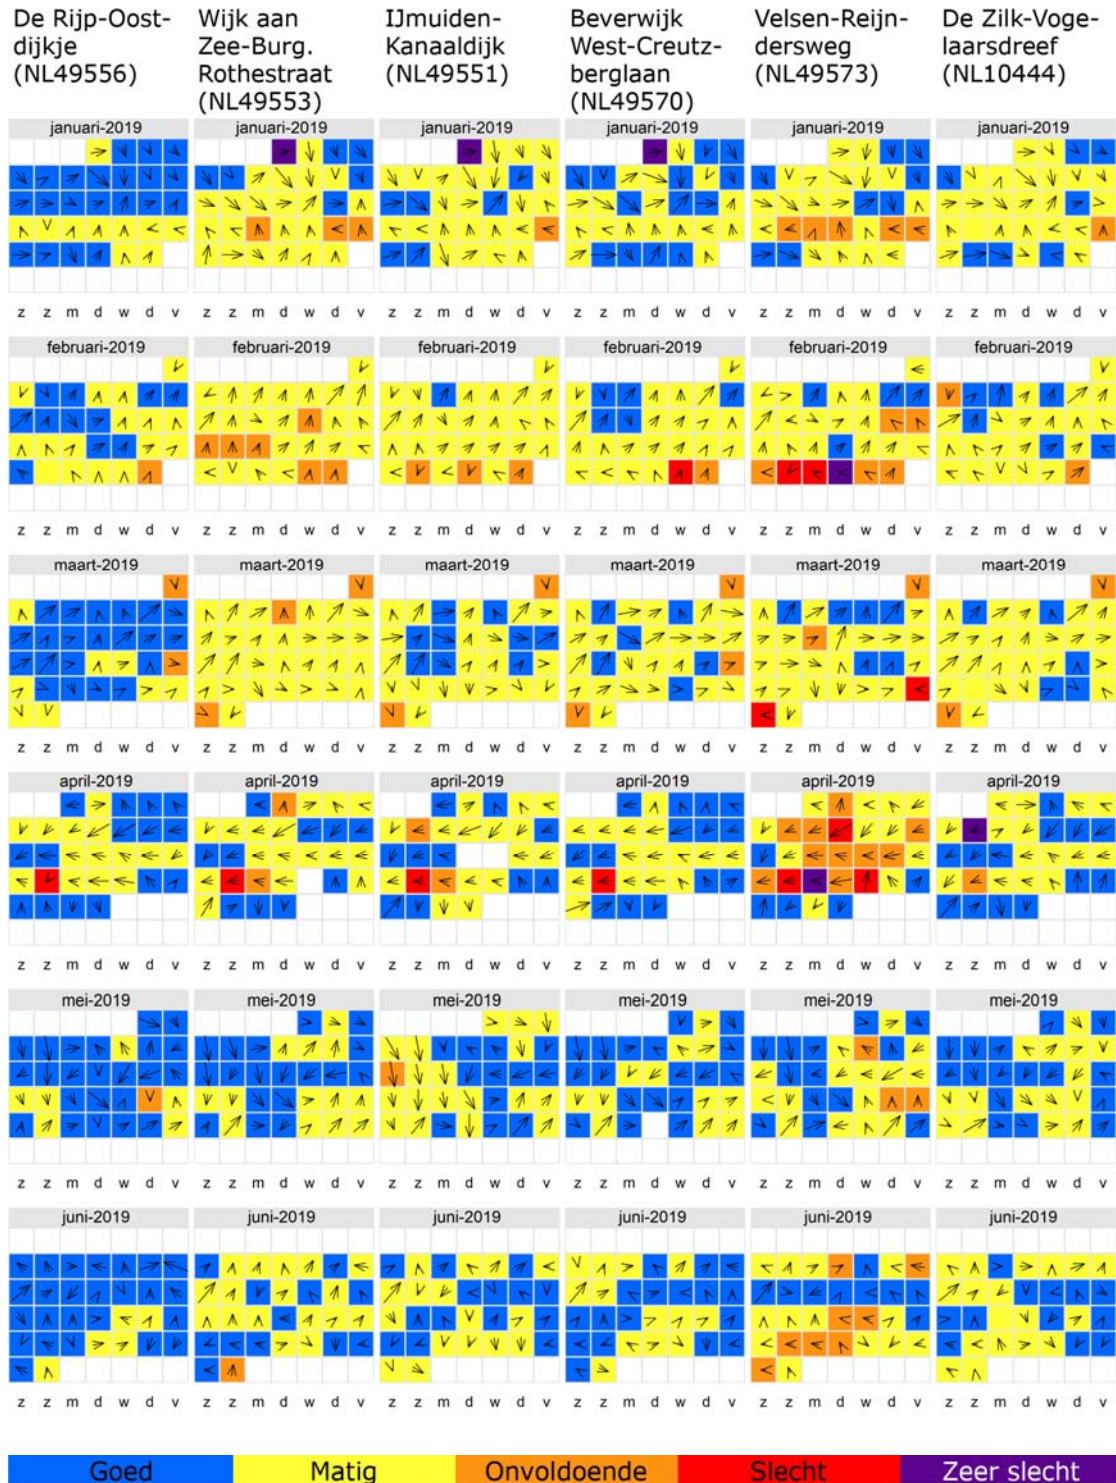 De Rijp-Oost-
dijkje
(NL49556)
Wijk aan
Zee-Burg.
Rothestraat
(NL49553)
IJmuiden-
Kanaaldijk
(NL49551)
Beverwijk
West-Creutz-
berglaan
(NL49570)
Velsen-Reijn-
dersweg
(NL49573)
De Zilk-Voge-
laarsdreef
(NL10444)
januari-2019 januari-2019 januari-2019 januari-2019 januari-2019 januari-2019
z z m d w d v z z m d w d v z z m d w d v z z m d w d v z z m d w d v z z m d w d v
februari-2019 februari-2019 februari-2019 februari-2019 februari-2019 februari-2019
z z m d w d v z z m d w d v z z m d w d v z z m d w d v z z m d w d v z z m d w d v
maart-2019 maart-2019 maart-2019 maart-2019 maart-2019 maart-2019
z z m d w d v z z m d w d v z z m d w d v z z m d w d v z z m d w d v z z m d w d v
april-2019 april-2019 april-2019 april-2019 april-2019 april-2019
z z m d w d v z z m d w d v z z m d w d v z z m d w d v z z m d w d v z z m d w d v
mei-2019 mei-2019 mei-2019 mei-2019 mei-2019 mei-2019
z z m d w d v z z m d w d v z z m d w d v z z m d w d v z z m d w d v z z m d w d v
juni-2019 juni-2019 juni-2019 juni-2019 juni-2019 juni-2019
z z m d w d v z z m d w d v z z m d w d v z z m d w d v z z m d w d v z z m d w d v
Goed Matig Onvoldoende Slecht Zeer slecht